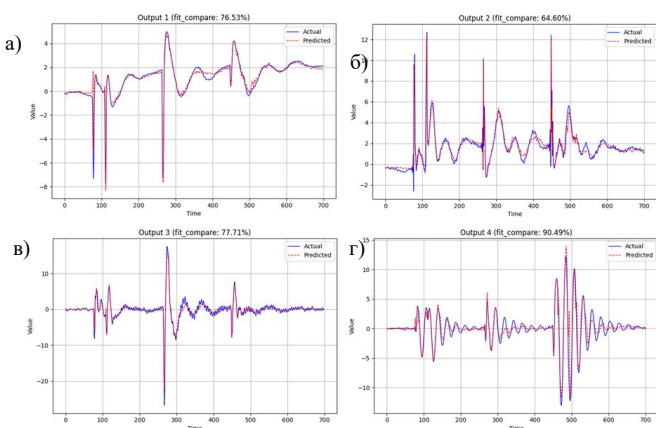 а)
Output 1 (fit_compare: 76.53%)
Actual
Predicted
4
2
0
-2
-4
-6
-8
Value
0 100 200 300 400 500 600 700
Time
б)
Output 2 (fit_compare: 64.60%)
Actual
Predicted
12
10
8
6
4
2
0
-2
Value
0 100 200 300 400 500 600 700
Time
в)
Output 3 (fit_compare: 77.71%)
Actual
Predicted
10
0
-10
-20
Value
0 100 200 300 400 500 600 700
Time
г)
Output 4 (fit_compare: 90.49%)
Actual
Predicted
15
10
5
0
-5
-10
Value
0 100 200 300 400 500 600 700
Time